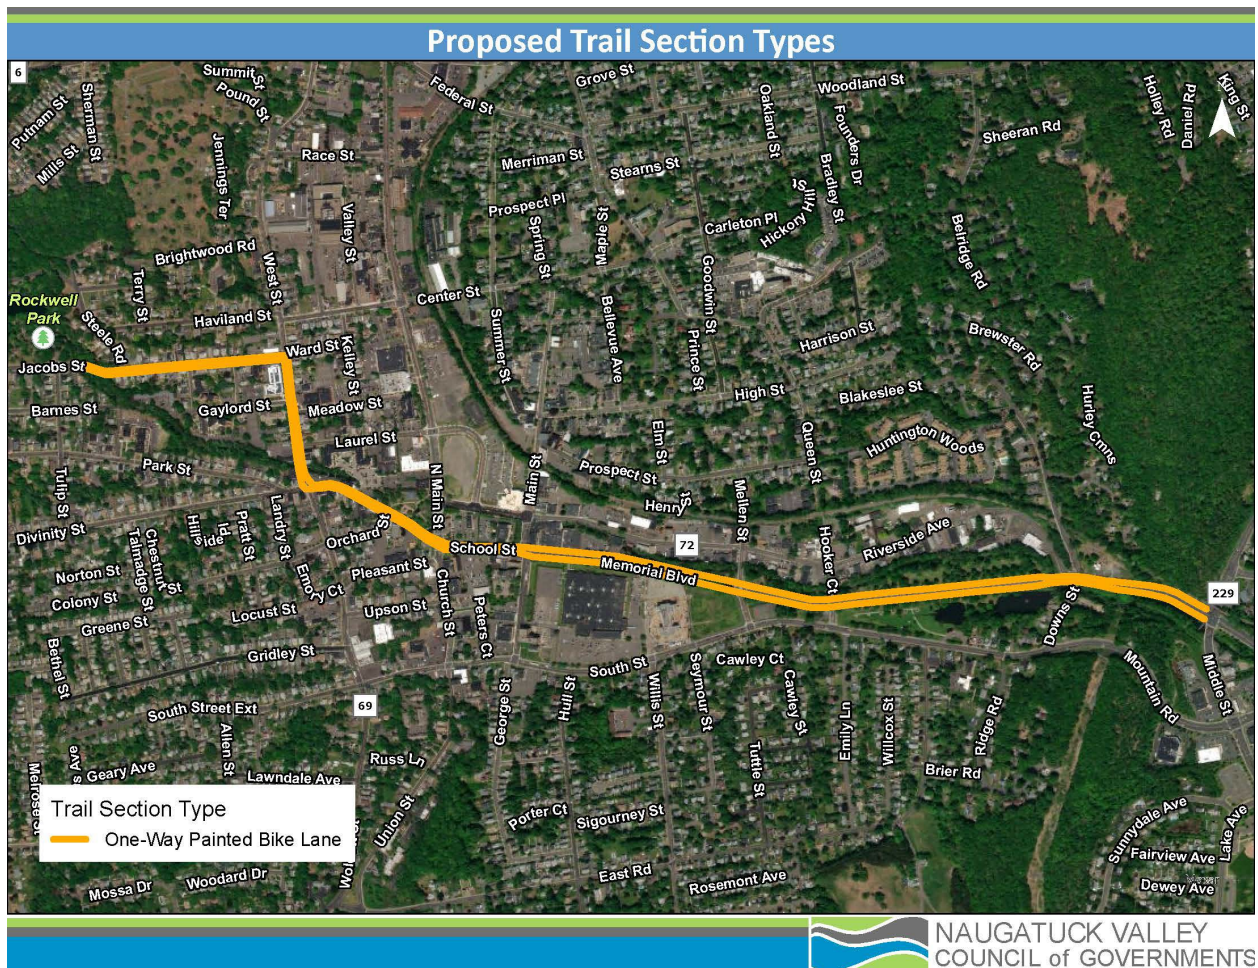 Proposed Trail Section Types
6
Summit St
Pound St
Federal St
Grove St
Woodland St
Oakland St
Founders Dr
Holley Rd
Daniel Rd
King St
Putnam St
Sherman St
Mills St
Jennings Ter
Race St
Merriman St
Stearns St
Bradley St
Sheeran Rd
Prospect Pl
Spring St
Maple St
Carleton Pl
Hickory Hill
Valley St
Brightwood Rd
West St
Belridge Rd
Goodwin St
Terry St
Center St
Rockwell
Park
Steele Rd
Haviland St
Summer St
Bellevue Ave
Prince St
Harrison St
Brewster Rd
Jacobs St
Ward St
Kelley St
Barnes St
Gaylord St
Meadow St
High St
Blakeslee St
Hurley Cmns
Laurel St
Elm St
Queen St
Huntington Woods
Park St
N Main St
Main St
Prospect St
Mellen St
Tulip St
Henry St
Divinity St
Landry St
Pratt St
Hillside
Orchard St
School St
72
Hooker Ct
Riverside Ave
Chestnut St
Talmadge St
Norton St
Emory Ct
Pleasant St
Memorial Blvd
Colony St
Locust St
Upson St
Church St
Peters Ct
Downs St
229
Greene St
Bethel St
Gridley St
South St
Cawley Ct
Mountain Rd
Middle St
South Street Ext
69
George St
Hull St
Willis St
Seymour St
Cawley St
Emily Ln
Willcox St
Ridge Rd
Allen St
Russ Ln
Tuttle St
Brier Rd
Geary Ave
Lawndale Ave
Union St
Melrose St
Porter Ct
Sigourney St
Sunnydale Ave
Lake Ave
Fairview Ave
Dewey Ave
East Rd
Rosemont Ave
Mossa Dr
Woodard Dr
Trail Section Type
One-Way Painted Bike Lane
NAUGATUCK VALLEY
COUNCIL of GOVERNMENTS